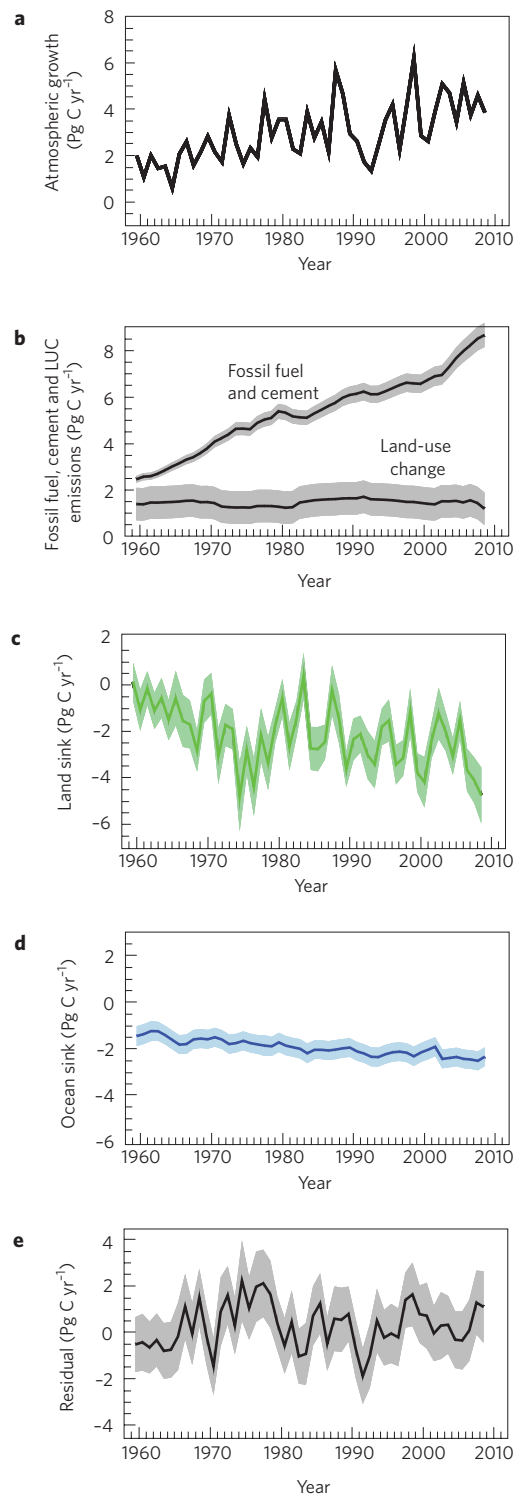 a
Atmospheric growth
(Pg C yr⁻¹)
8
6
4
2
0
1960 1970 1980 1990 2000 2010
Year
b
Fossil fuel, cement and LUC
emissions (Pg C yr⁻¹)
8
6
4
2
0
Fossil fuel
and cement
Land-use
change
1960 1970 1980 1990 2000 2010
Year
c
Land sink (Pg C yr⁻¹)
2
0
−2
−4
−6
1960 1970 1980 1990 2000 2010
Year
d
Ocean sink (Pg C yr⁻¹)
2
0
−2
−4
−6
1960 1970 1980 1990 2000 2010
Year
e
Residual (Pg C yr⁻¹)
4
2
0
−2
−4
1960 1970 1980 1990 2000 2010
Year